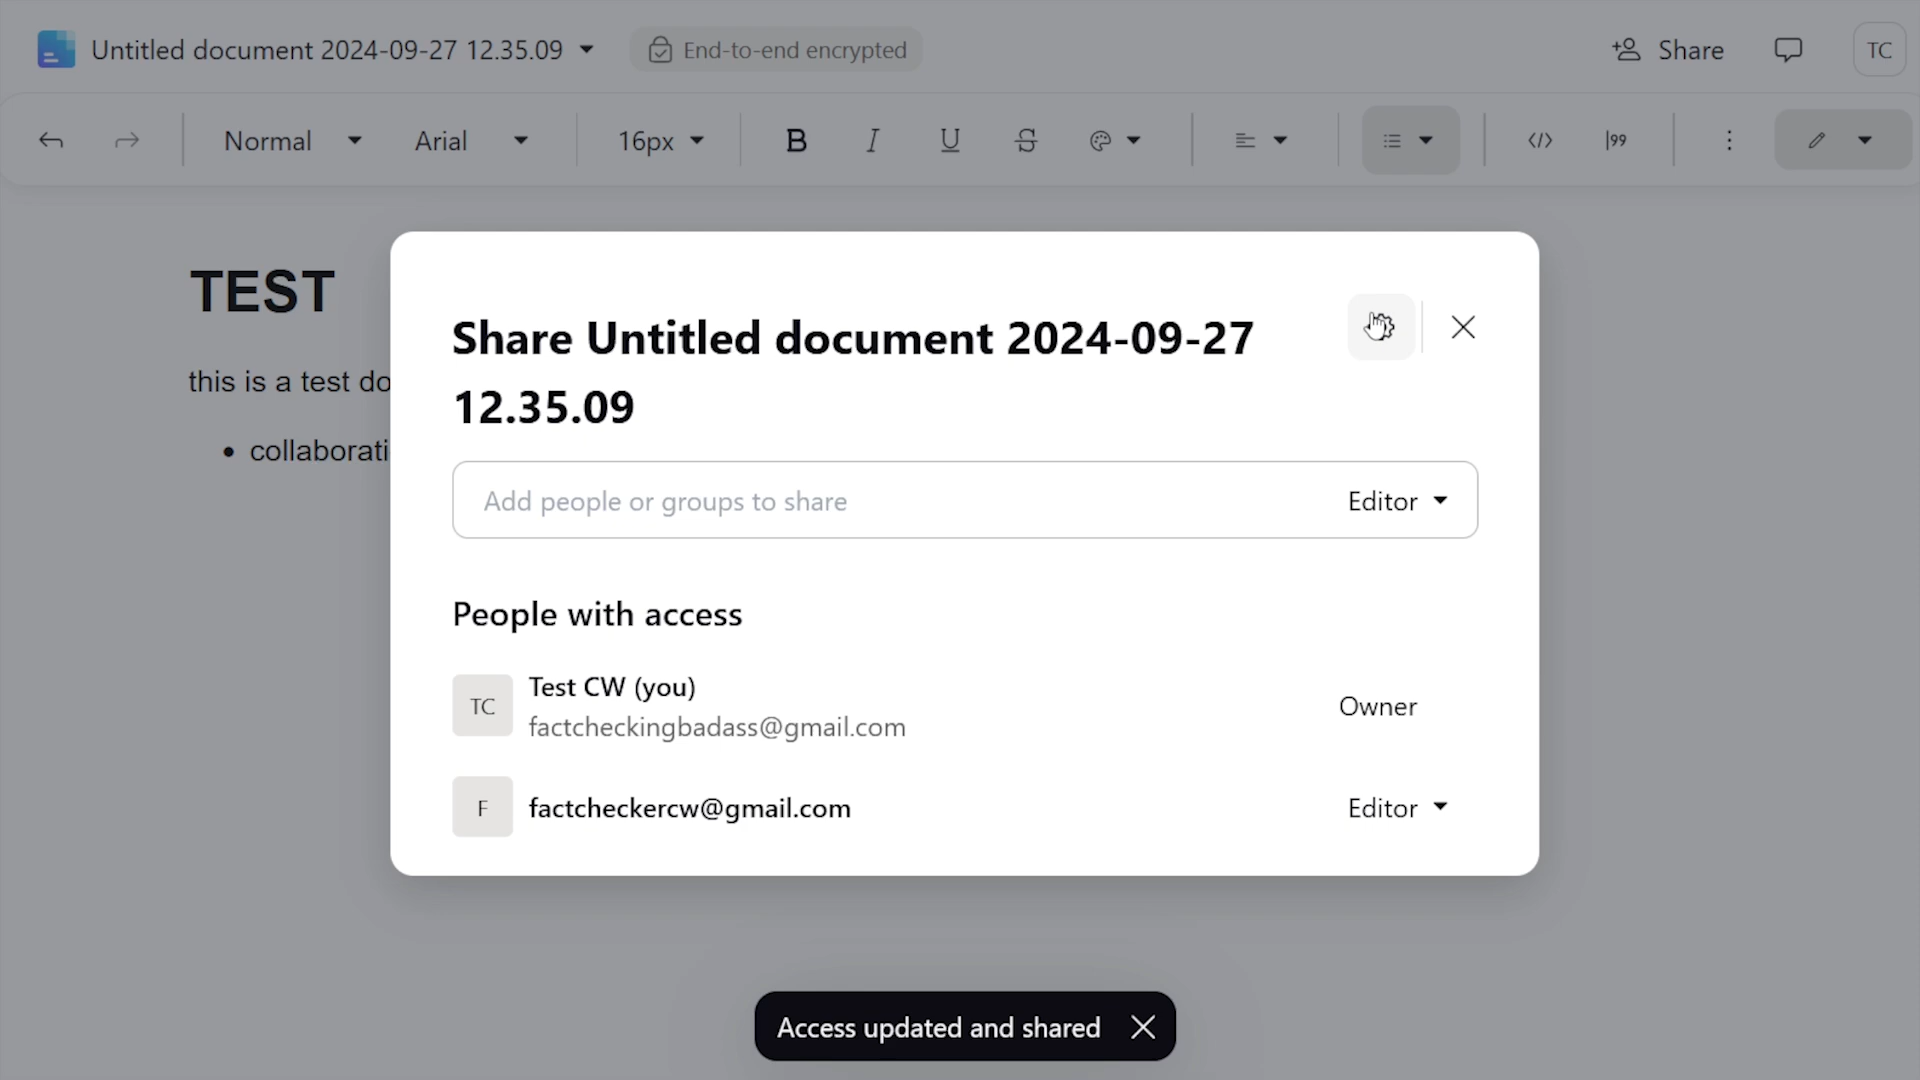 Untitled document 2024-09-27 12.35.09
End-to-end encrypted
Share
TC
Normal
Arial
16px
B
I
U
S
</>
99
TEST
this is a test do
collaborati
Share Untitled document 2024-09-27
12.35.09
Add people or groups to share
Editor
People with access
TC
Test CW (you)
factcheckingbadass@gmail.com
Owner
F
factcheckercw@gmail.com
Editor
Access updated and shared